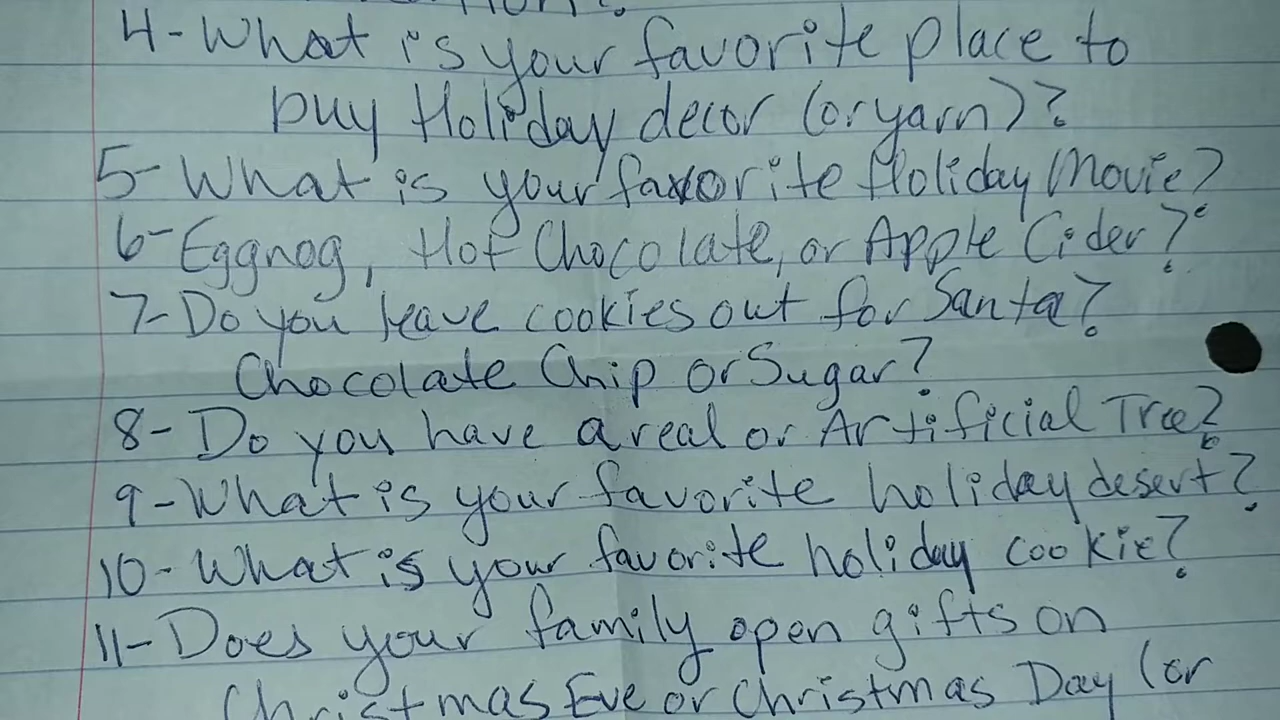 4-What is your favorite place to
buy Holiday decor (or yarn)?
5-What is your favorite Holiday Movie?
6-Eggnog, Hot Chocolate, or Apple Cider?
7-Do you leave cookies out for Santa?
Chocolate Chip or Sugar?
8-Do you have a real or Artificial Tree?
9-What is your favorite holiday desert?
10-What is your favorite holiday cookie?
11-Does your family open gifts on
Christmas Eve or Christmas Day (or